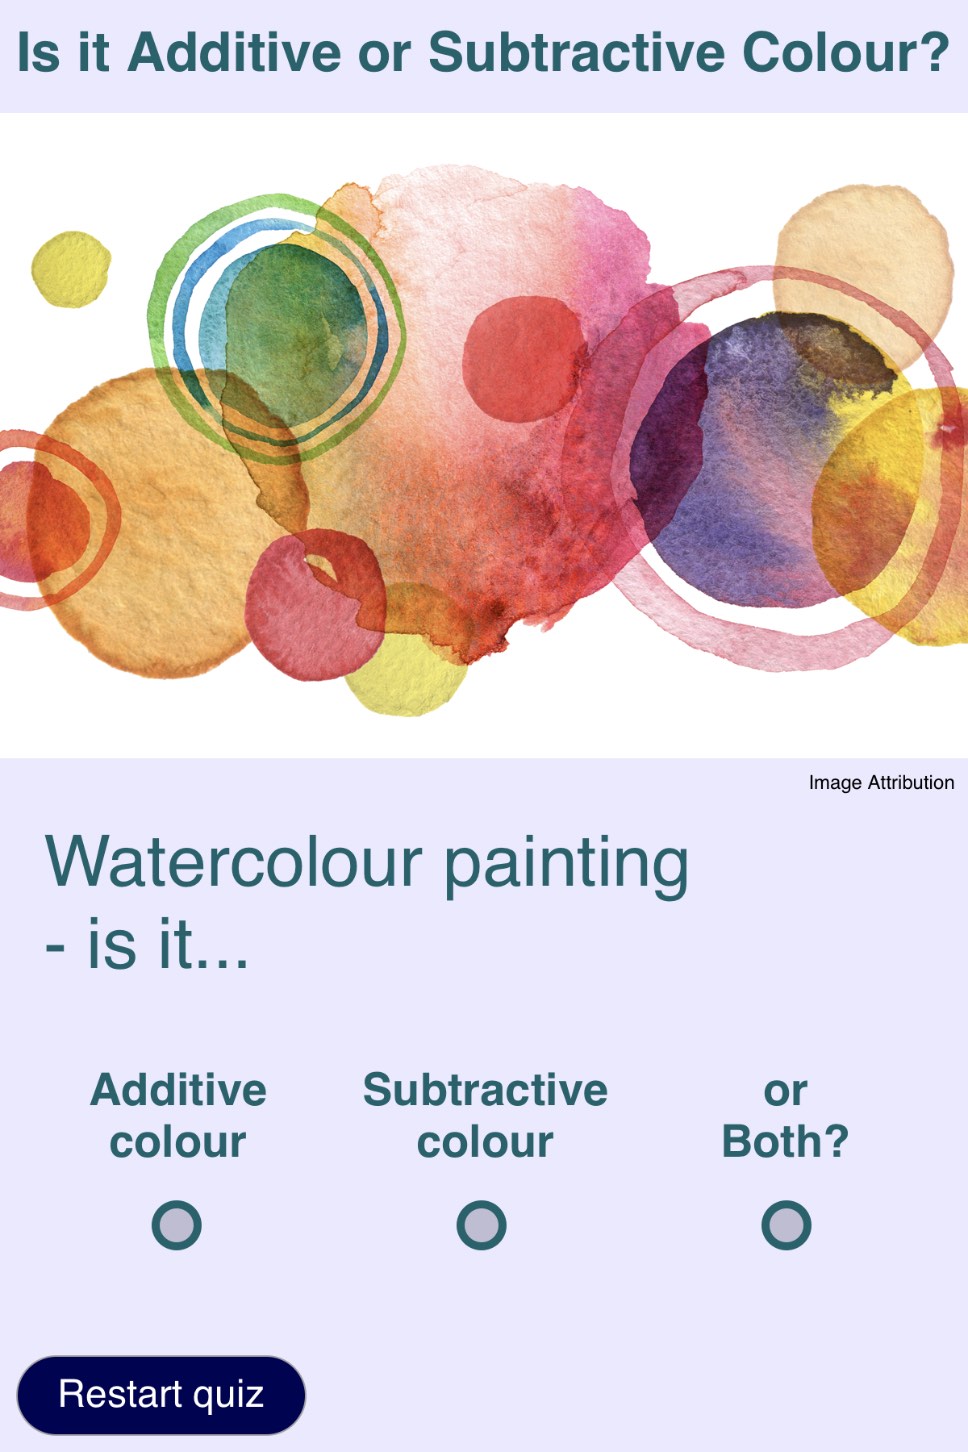 Is it Additive or Subtractive Colour?
Image Attribution
Watercolour painting
- is it...
Additive
colour
Subtractive
colour
or
Both?
Restart quiz